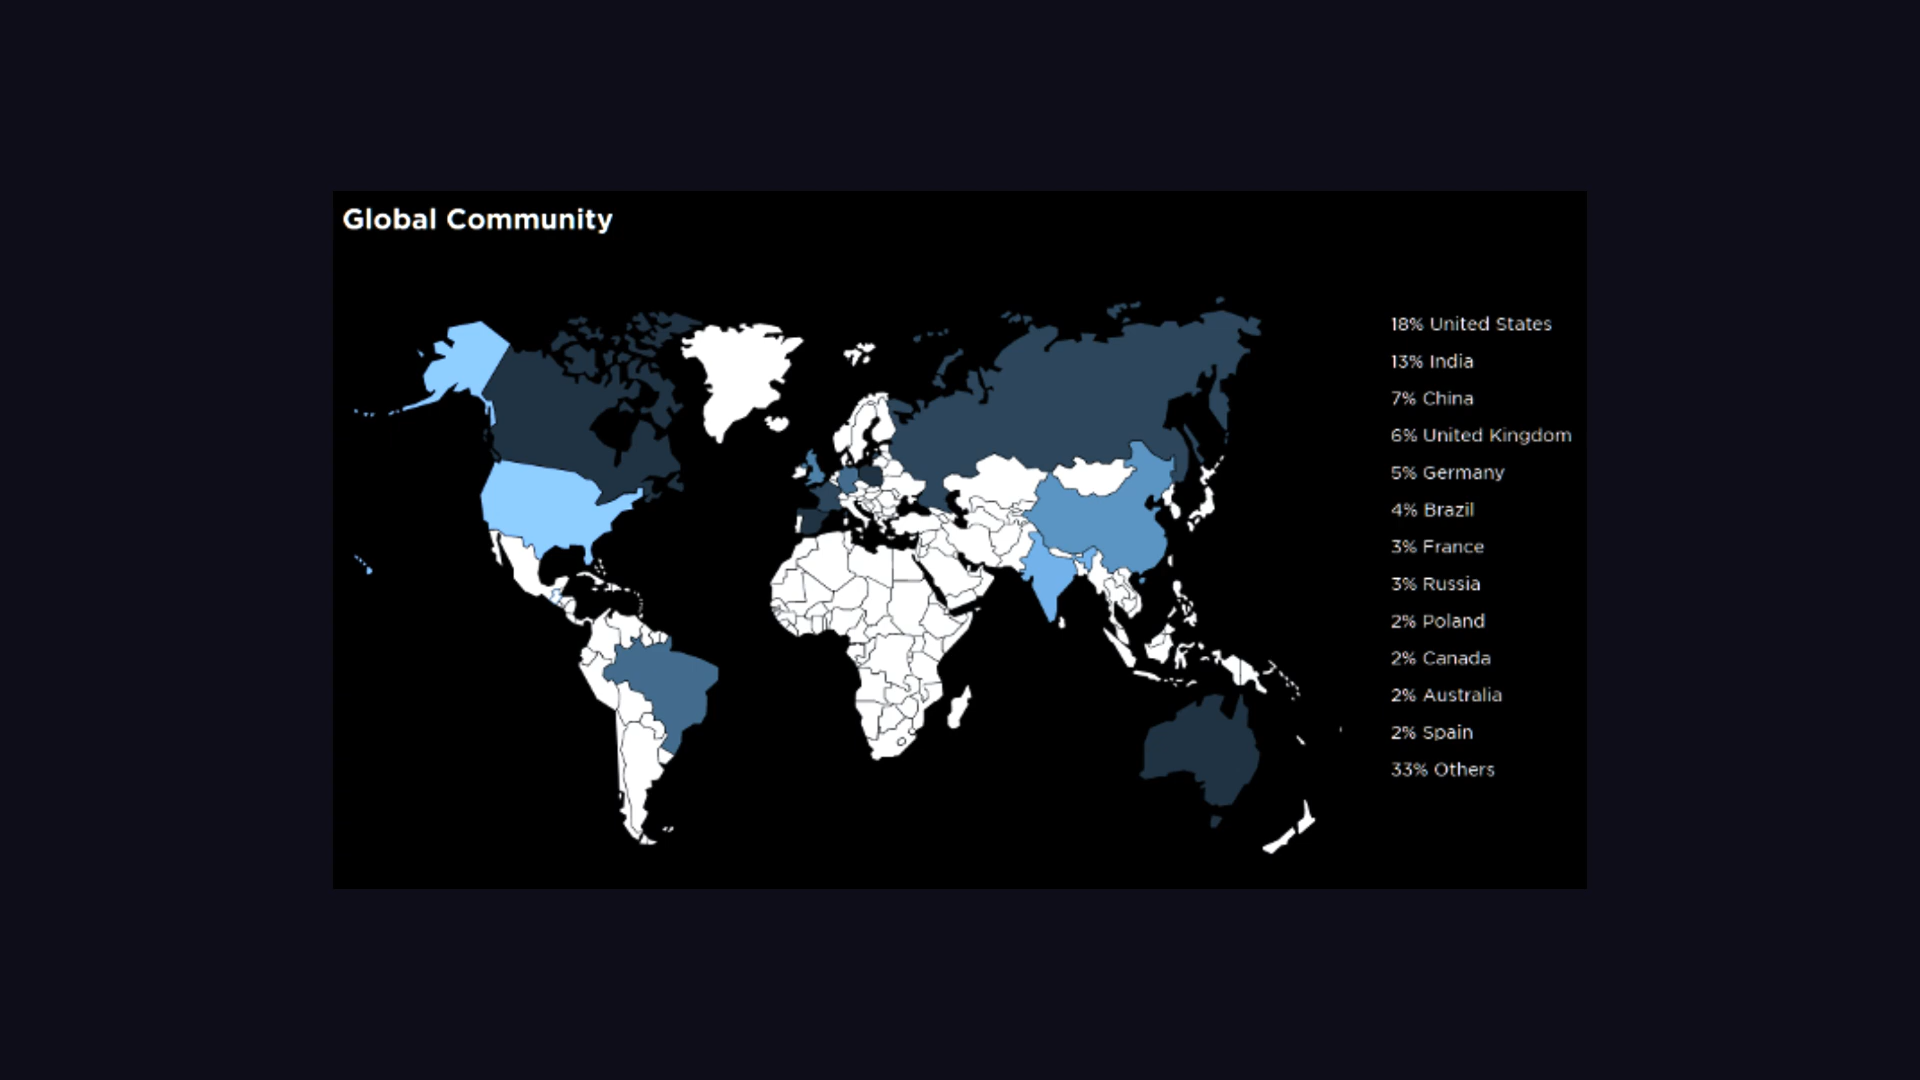 Global Community
18% United States
13% India
7% China
6% United Kingdom
5% Germany
4% Brazil
3% France
3% Russia
2% Poland
2% Canada
2% Australia
2% Spain
33% Others